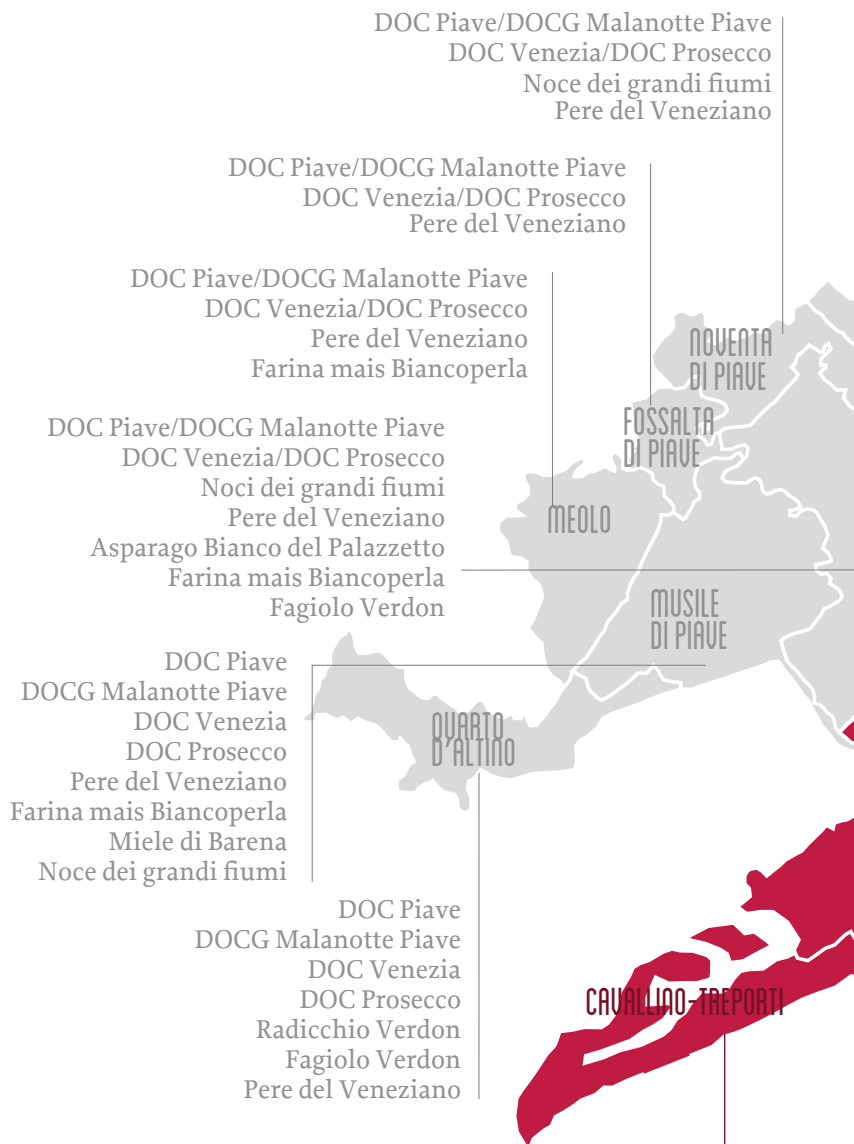 DOC Piave/DOCG Malanotte Piave
DOC Venezia/DOC Prosecco
Noce dei grandi fiumi
Pere del Veneziano
DOC Piave/DOCG Malanotte Piave
DOC Venezia/DOC Prosecco
Pere del Veneziano
DOC Piave/DOCG Malanotte Piave
DOC Venezia/DOC Prosecco
Pere del Veneziano
Farina mais Biancoperla
NOVENTA
DI PIAVE
FOSSALTA
DI PIAVE
DOC Piave/DOCG Malanotte Piave
DOC Venezia/DOC Prosecco
Noci dei grandi fiumi
Pere del Veneziano
Asparago Bianco del Palazzetto
Farina mais Biancoperla
Fagiolo Verdon
MEOLO
MUSILE
DI PIAVE
DOC Piave
DOCG Malanotte Piave
DOC Venezia
DOC Prosecco
Pere del Veneziano
Farina mais Biancoperla
Miele di Barena
Noce dei grandi fiumi
QUARTO
D'ALTINO
DOC Piave
DOCG Malanotte Piave
DOC Venezia
DOC Prosecco
Radicchio Verdon
Fagiolo Verdon
Pere del Veneziano
CAVALLINO-TREPORTI